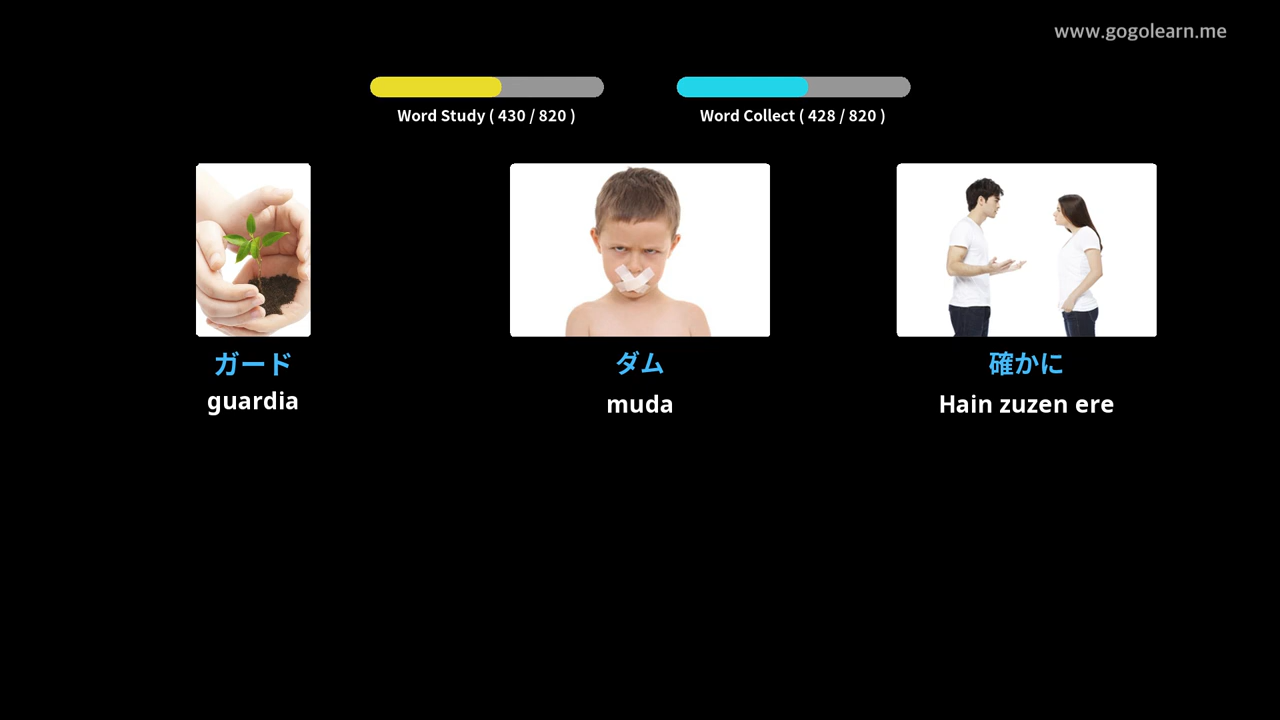 www.gogolearn.me
Word Study ( 430 / 820 )
Word Collect ( 428 / 820 )
ガード
guardia
ダム
muda
確かに
Hain zuzen ere